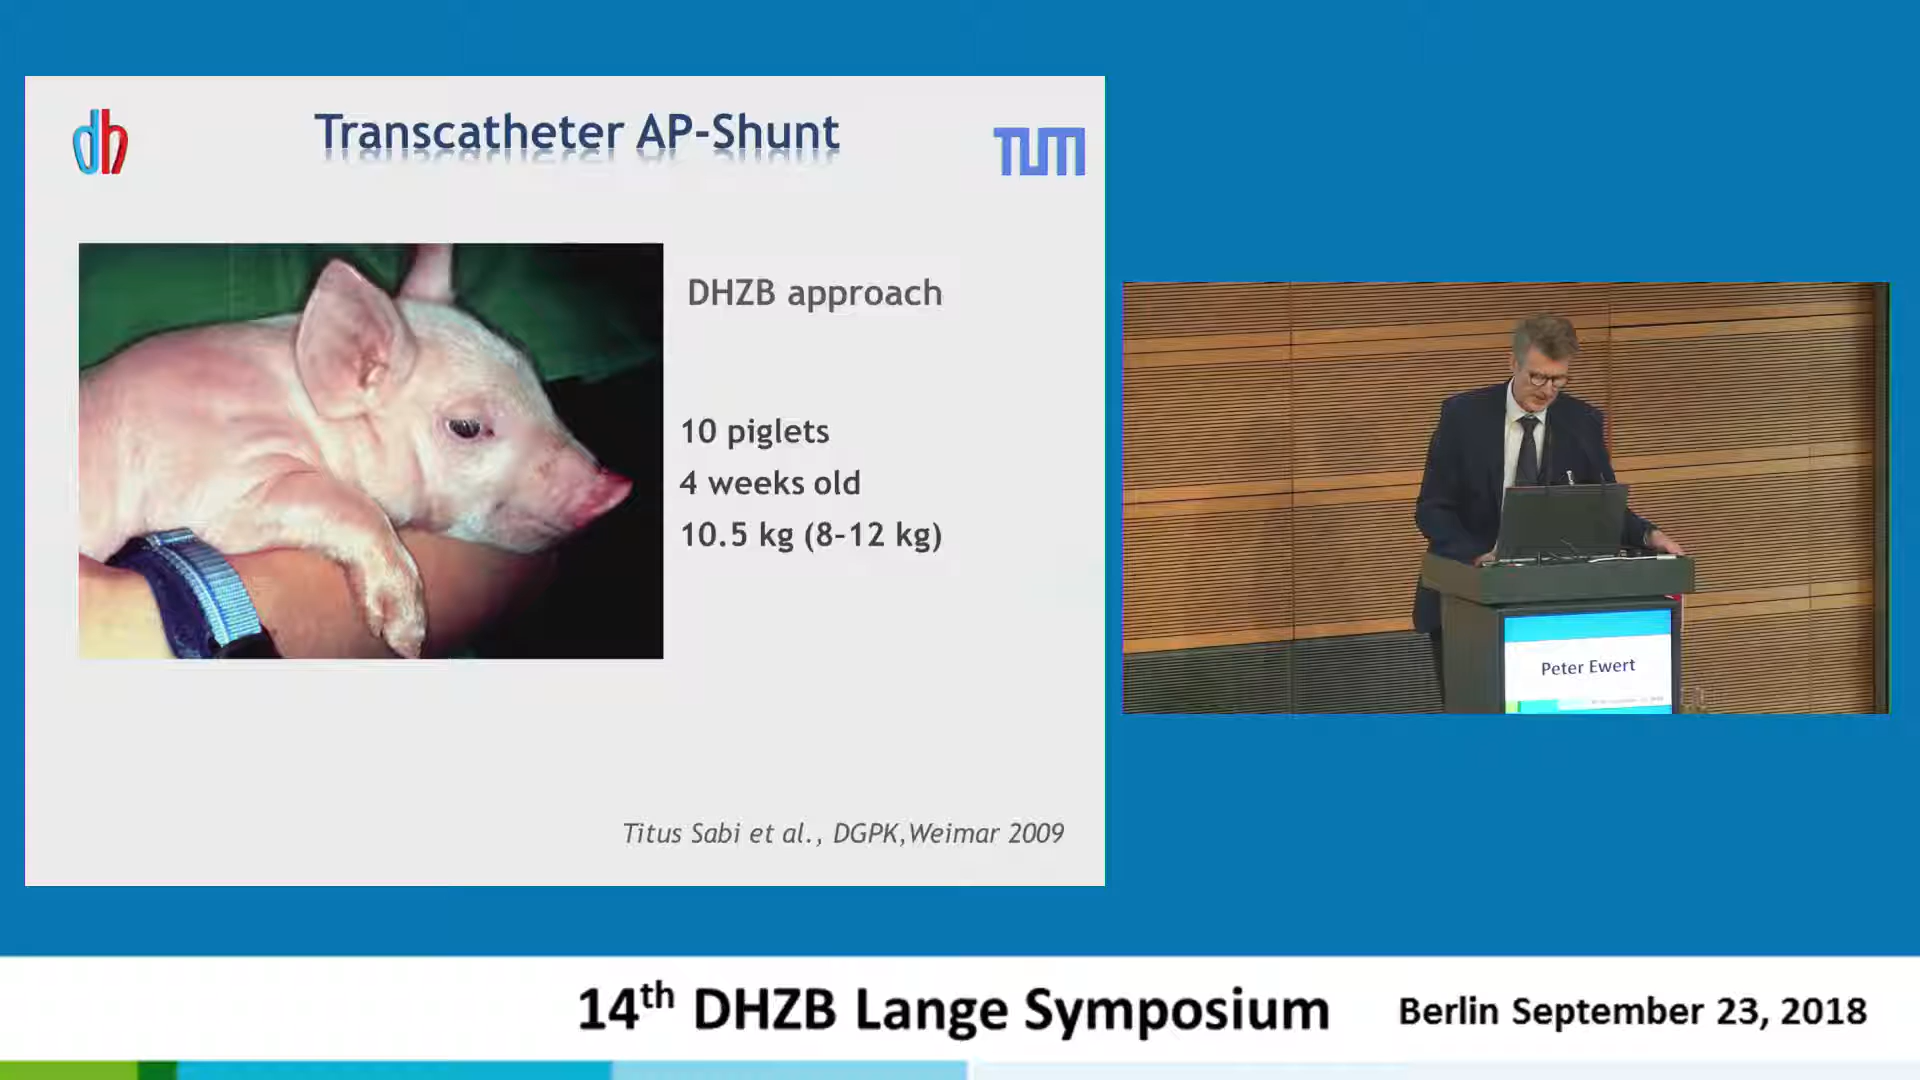 dh
Transcatheter AP-Shunt
TUM
DHZB approach
10 piglets
4 weeks old
10.5 kg (8-12 kg)
Titus Sabi et al., DGPK,Weimar 2009
Peter Ewert
14th DHZB Lange Symposium
Berlin September 23, 2018